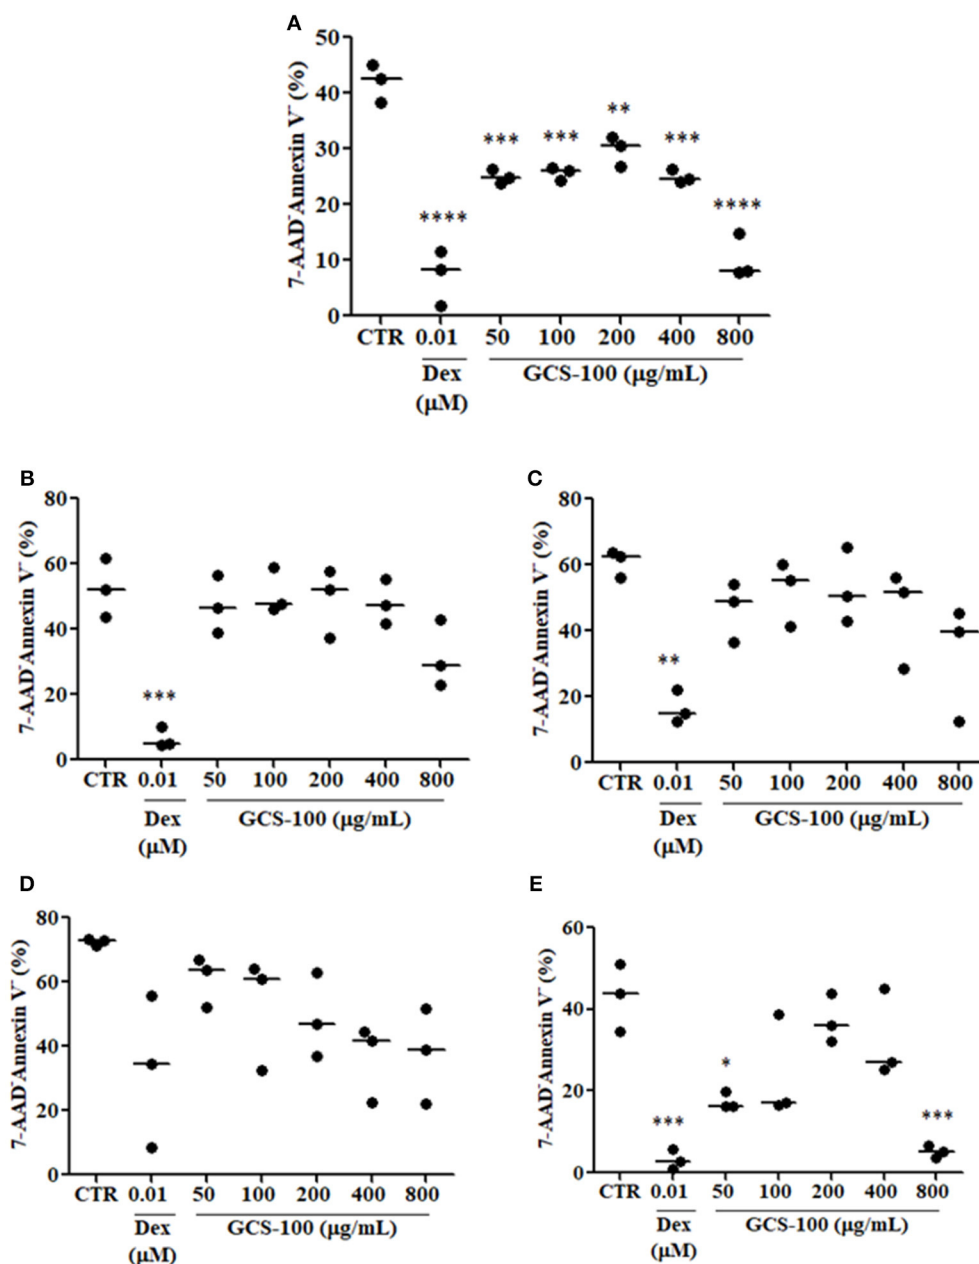 A
7-AAD⁻Annexin V⁻ (%)
50
40
30
20
10
0
**** *** *** ** *** ****
CTR 0.01 50 100 200 400 800
Dex GCS-100 (µg/mL)
(µM)
B
7-AAD⁻Annexin V⁻ (%)
80
60
40
20
0
***
CTR 0.01 50 100 200 400 800
Dex GCS-100 (µg/mL)
(µM)
C
7-AAD⁻Annexin V⁻ (%)
80
60
40
20
0
**
CTR 0.01 50 100 200 400 800
Dex GCS-100 (µg/mL)
(µM)
D
7-AAD⁻Annexin V⁻ (%)
80
60
40
20
0
CTR 0.01 50 100 200 400 800
Dex GCS-100 (µg/mL)
(µM)
E
7-AAD⁻Annexin V⁻ (%)
60
40
20
0
*** * ***
CTR 0.01 50 100 200 400 800
Dex GCS-100 (µg/mL)
(µM)